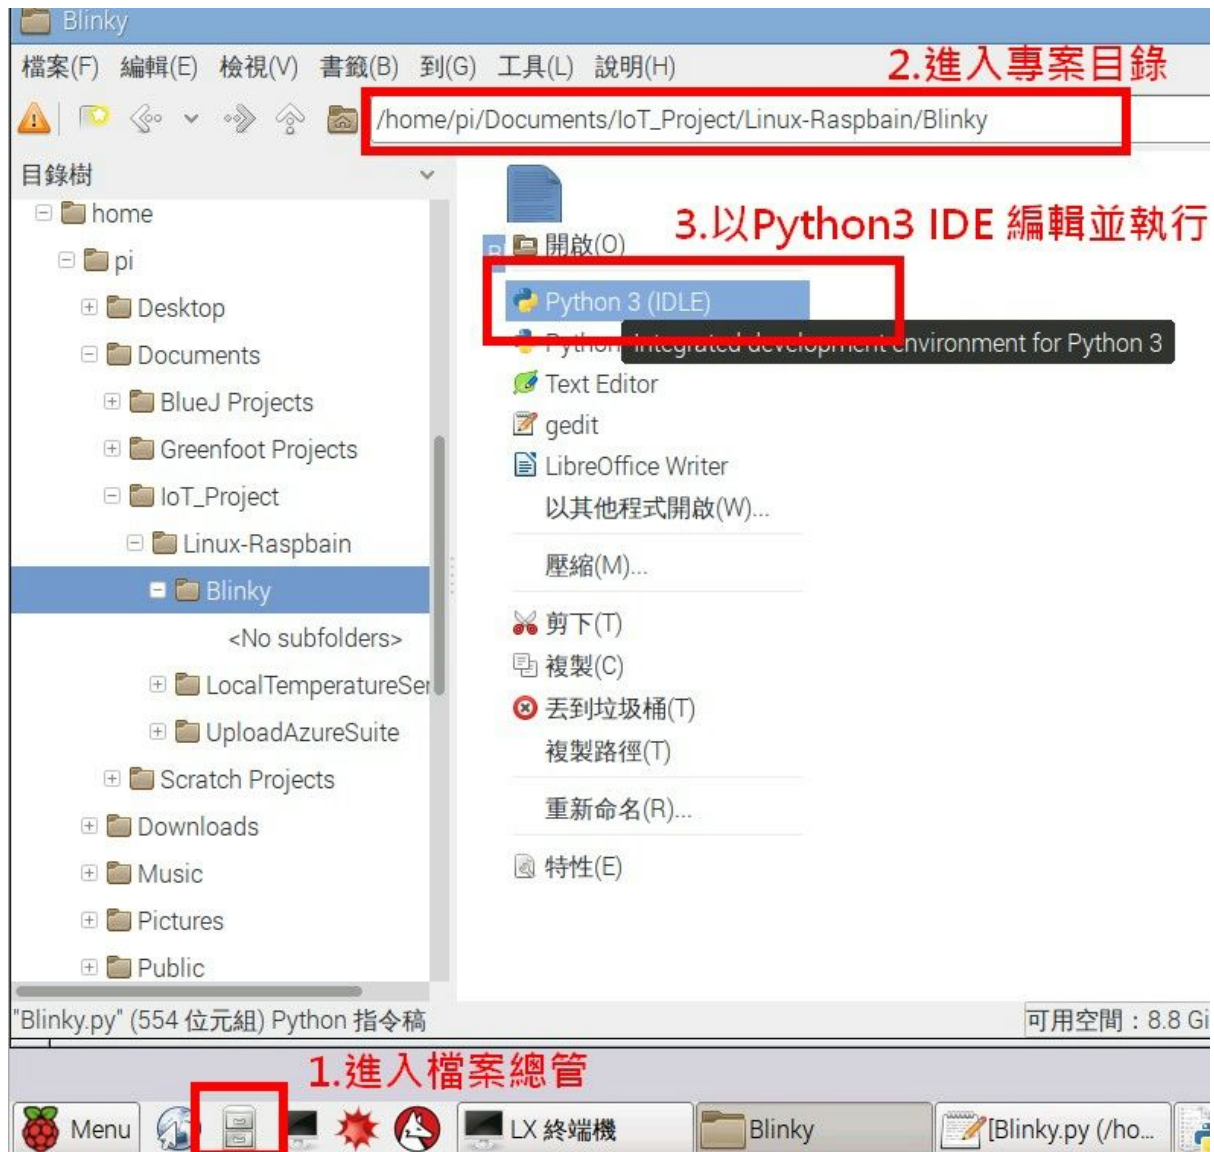 Blinky
檔案(F) 編輯(E) 檢視(V) 書籤(B) 到(G) 工具(L) 說明(H)
2.進入專案目錄
/home/pi/Documents/IoT_Project/Linux-Raspbain/Blinky
目錄樹
home
pi
Desktop
Documents
BlueJ Projects
Greenfoot Projects
IoT_Project
Linux-Raspbain
Blinky
<No subfolders>
LocalTemperatureSer
UploadAzureSuite
Scratch Projects
Downloads
Music
Pictures
Public
3.以Python3 IDE 編輯並執行
開啟(O)
Python 3 (IDLE)
Python
Integrated development environment for Python 3
Text Editor
gedit
LibreOffice Writer
以其他程式開啟(W)...
壓縮(M)...
剪下(T)
複製(C)
丟到垃圾桶(T)
複製路徑(T)
重新命名(R)...
特性(E)
"Blinky.py" (554 位元組) Python 指令稿
可用空間：8.8 Gi
1.進入檔案總管
Menu
LX 終端機
Blinky
[Blinky.py (/ho...